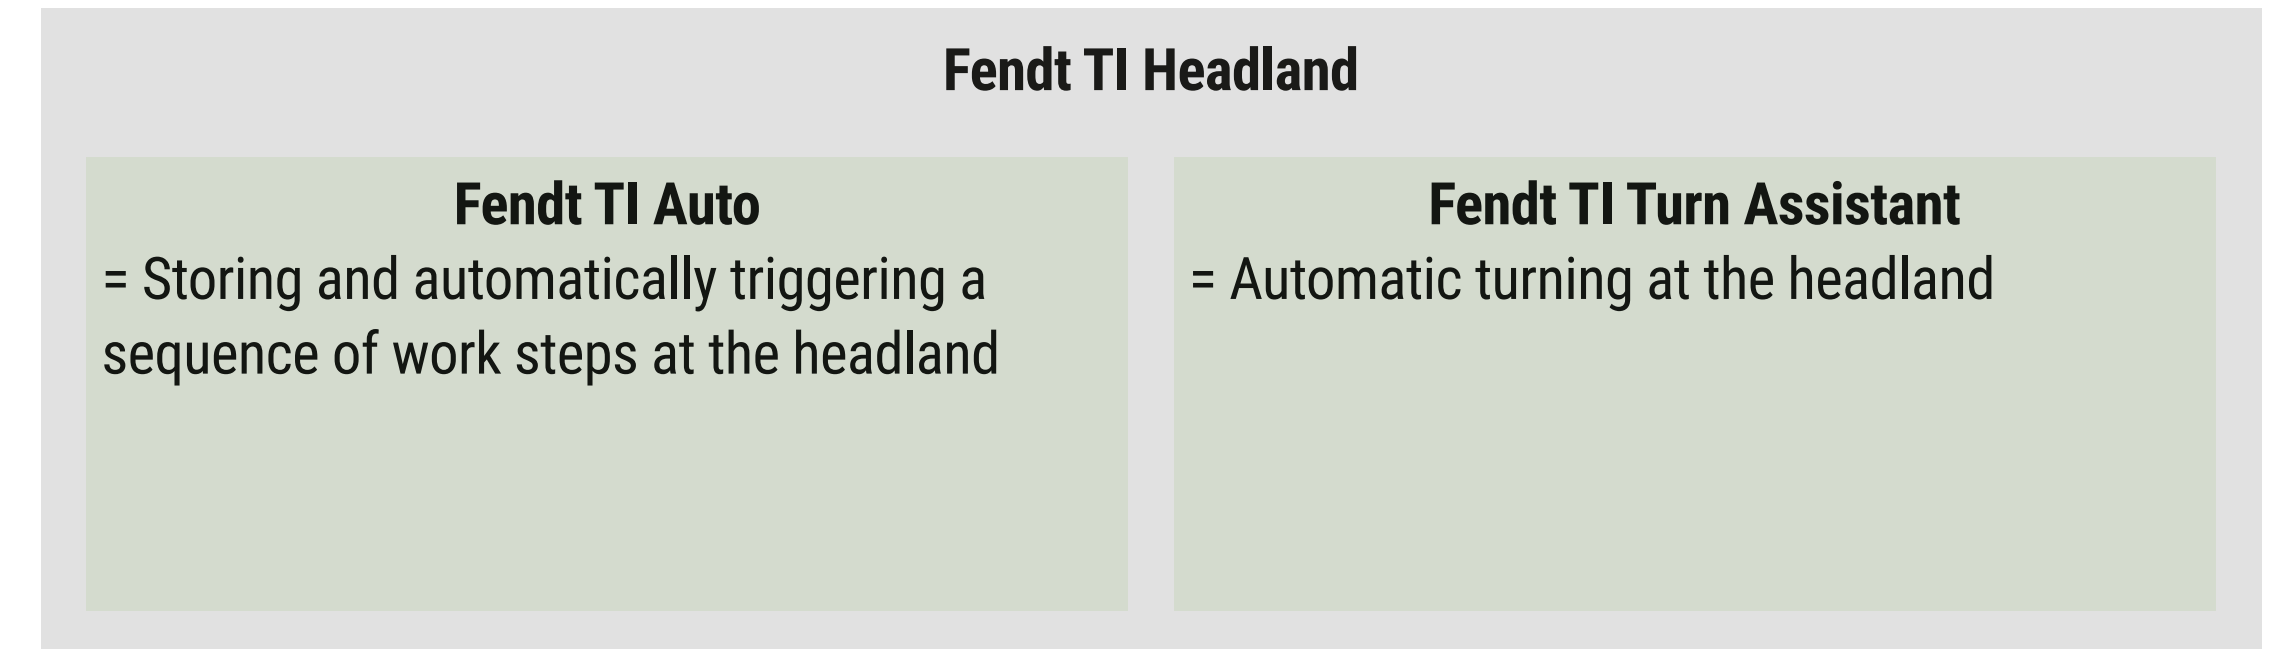 Fendt TI Headland
Fendt TI Auto
= Storing and automatically triggering a
sequence of work steps at the headland
Fendt TI Turn Assistant
= Automatic turning at the headland